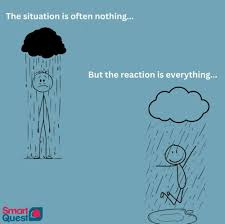 The situation is often nothing...
But the reaction is everything...
Smart
Quest